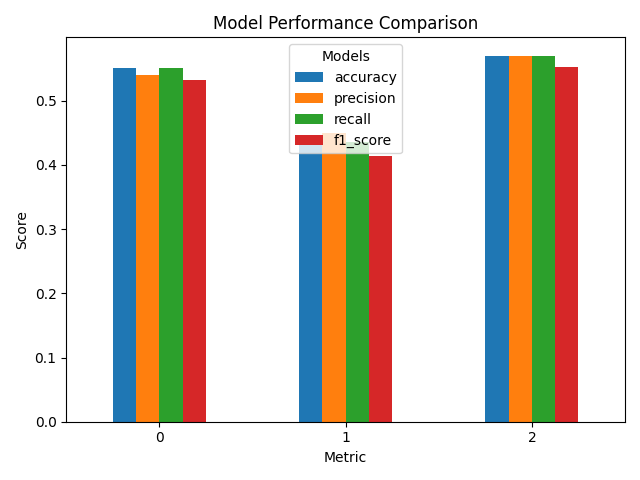 Model Performance Comparison
Models
accuracy
precision
recall
f1_score
Score
0.5
0.4
0.3
0.2
0.1
0.0
0 1 2
Metric